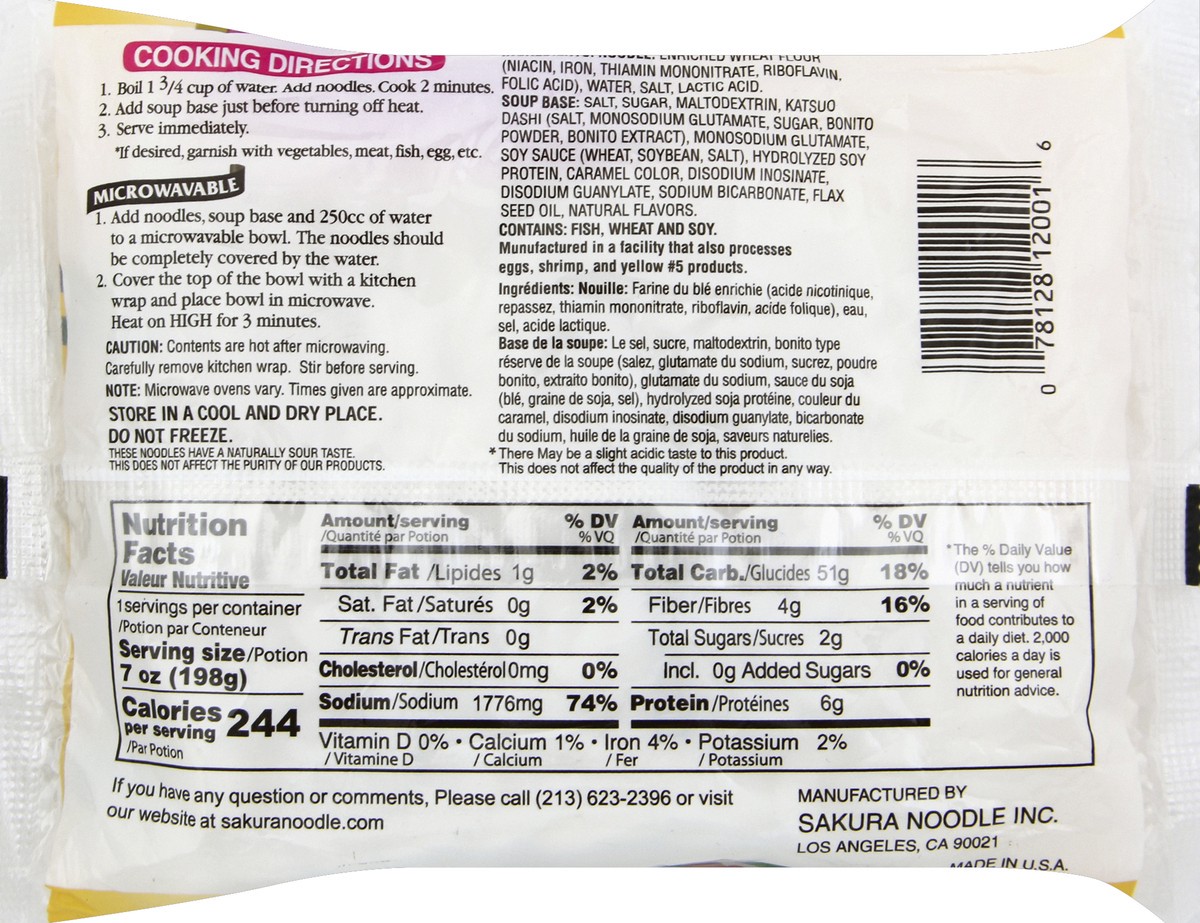 COOKING DIRECTIONS
1. Boil 1 3/4 cup of water. Add noodles. Cook 2 minutes.
2. Add soup base just before turning off heat.
3. Serve immediately.
*If desired, garnish with vegetables, meat, fish, egg, etc.
MICROWAVABLE
1. Add noodles, soup base and 250cc of water
to a microwavable bowl. The noodles should
be completely covered by the water.
2. Cover the top of the bowl with a kitchen
wrap and place bowl in microwave.
Heat on HIGH for 3 minutes.
CAUTION: Contents are hot after microwaving.
Carefully remove kitchen wrap. Stir before serving.
NOTE: Microwave ovens vary. Times given are approximate.
STORE IN A COOL AND DRY PLACE.
DO NOT FREEZE.
THESE NOODLES HAVE A NATURALLY SOUR TASTE.
THIS DOES NOT AFFECT THE PURITY OF OUR PRODUCTS.
NOODLE: ENRICHED WHEAT FLOUR
(NIACIN, IRON, THIAMIN MONONITRATE, RIBOFLAVIN,
FOLIC ACID), WATER, SALT, LACTIC ACID.
SOUP BASE: SALT, SUGAR, MALTODEXTRIN, KATSUO
DASHI (SALT, MONOSODIUM GLUTAMATE, SUGAR, BONITO
POWDER, BONITO EXTRACT), MONOSODIUM GLUTAMATE,
SOY SAUCE (WHEAT, SOYBEAN, SALT), HYDROLYZED SOY
PROTEIN, CARAMEL COLOR, DISODIUM INOSINATE,
DISODIUM GUANYLATE, SODIUM BICARBONATE, FLAX
SEED OIL, NATURAL FLAVORS.
CONTAINS: FISH, WHEAT AND SOY.
Munufactured in a facility that also processes
eggs, shrimp, and yellow #5 products.
Ingrédients: Nouille: Farine du blé enrichie (acide nicotinique,
repassez, thiamin mononitrate, riboflavin, acide folique), eau,
sel, acide lactique.
Base de la soupe: Le sel, sucre, maltodextrin, bonito type
réserve de la soupe (salez, glutamate du sodium, sucrez, poudre
bonito, extraito bonito), glutamate du sodium, sauce du soja
(blé, graine de soja, sel), hydrolyzed soja protéine, couleur du
caramel, disodium inosinate, disodium guanylate, bicarbonate
du sodium, huile de la graine de soja, saveurs naturelies.
* There May be a slight acidic taste to this product.
This does not affect the quality of the product in any way.
0 78128 12001 6
Nutrition
Facts
Valeur Nutritive
1 servings per container
/Potion par Conteneur
Serving size/Potion
7 oz (198g)
Calories
per serving 244
/Par Potion
Amount/serving % DV
/Quantité par Potion % VQ
Total Fat /Lipides 1g 2%
Sat. Fat /Saturés 0g 2%
Trans Fat/Trans 0g
Cholesterol/Cholestérol 0mg 0%
Sodium/Sodium 1776mg 74%
Amount/serving % DV
/Quantité par Potion % VQ
Total Carb./Glucides 51g 18%
Fiber/Fibres 4g 16%
Total Sugars/Sucres 2g
Incl. 0g Added Sugars 0%
Protein/Protéines 6g
Vitamin D 0% • Calcium 1% • Iron 4% • Potassium 2%
/ Vitamine D / Calcium / Fer / Potassium
*The % Daily Value
(DV) tells you how
much a nutrient
in a serving of
food contributes to
a daily diet. 2,000
calories a day is
used for general
nutrition advice.
If you have any question or comments, Please call (213) 623-2396 or visit
our website at sakuranoodle.com
MANUFACTURED BY
SAKURA NOODLE INC.
LOS ANGELES, CA 90021
MADE IN U.S.A.